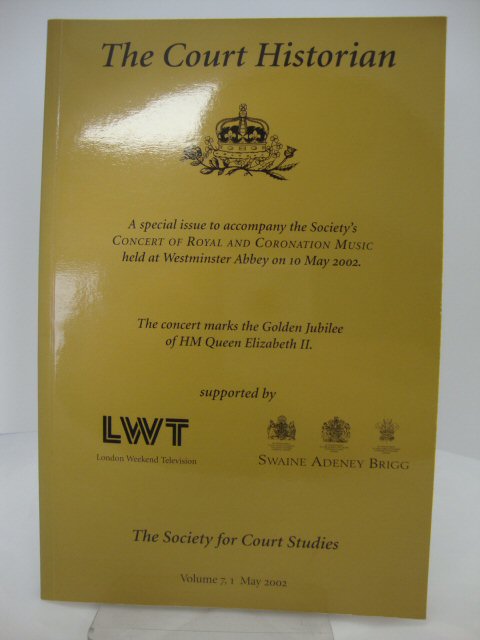 The Court Historian
A special issue to accompany the Society's
CONCERT OF ROYAL AND CORONATION MUSIC
held at Westminster Abbey on 10 May 2002.
The concert marks the Golden Jubilee
of HM Queen Elizabeth II.
supported by
LWT
London Weekend Television
SWAINE ADENEY BRIGG
The Society for Court Studies
Volume 7, 1 May 2002